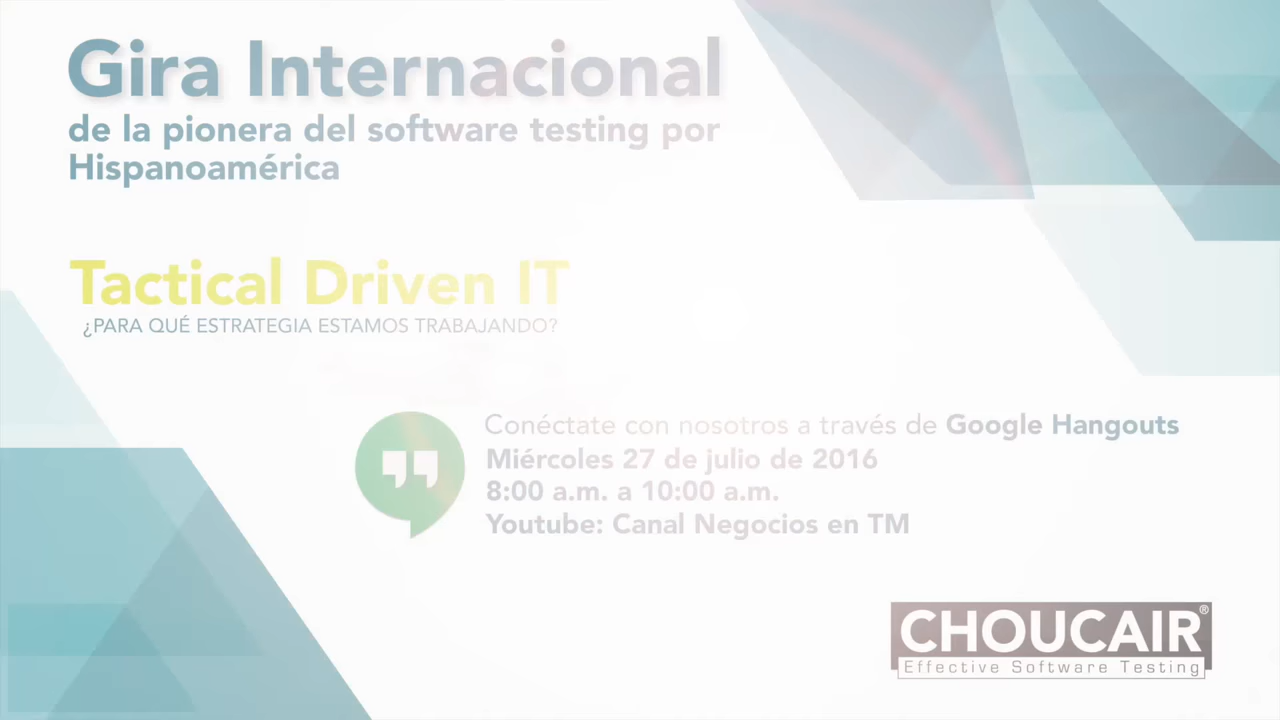 Gira Internacional
de la pionera del software testing por
Hispanoamérica
Tactical Driven IT
¿PARA QUÉ ESTRATEGIA ESTAMOS TRABAJANDO?
Conéctate con nosotros a través de Google Hangouts
Miércoles 27 de julio de 2016
8:00 a.m. a 10:00 a.m.
Youtube: Canal Negocios en TM
CHOUCAIR®
Effective Software Testing